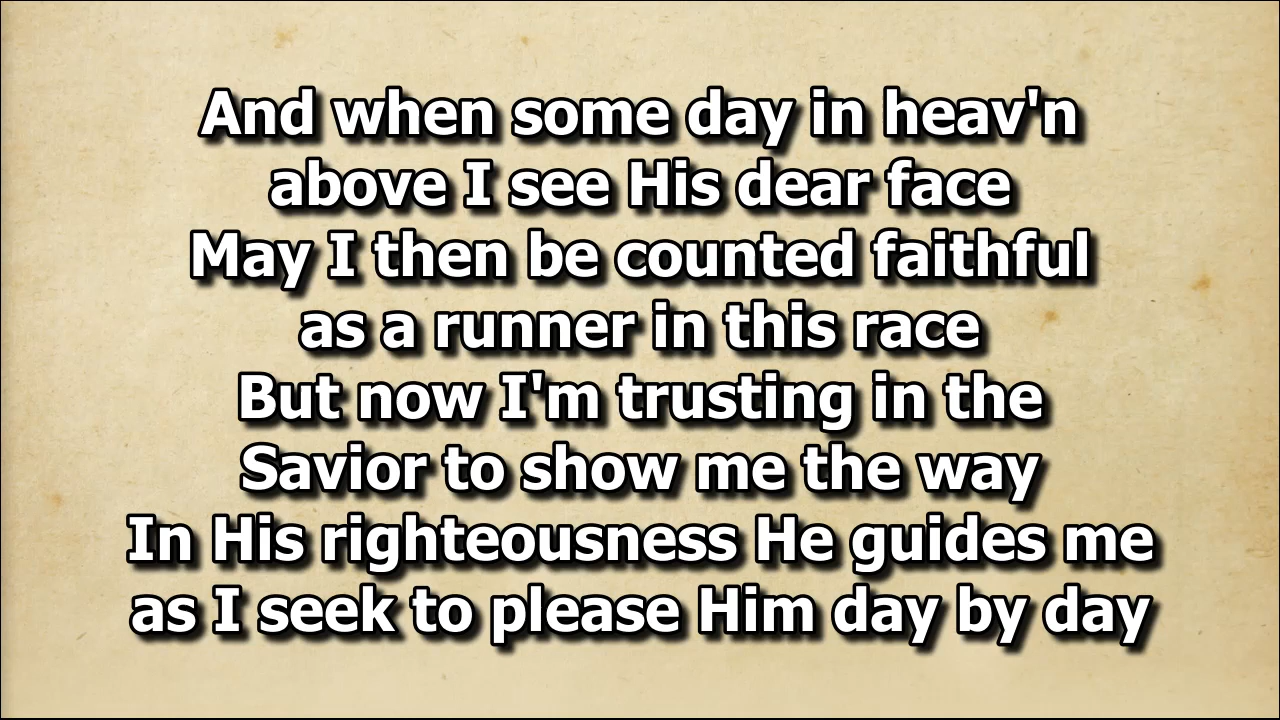 And when some day in heav'n
above I see His dear face
May I then be counted faithful
as a runner in this race
But now I'm trusting in the
Savior to show me the way
In His righteousness He guides me
as I seek to please Him day by day